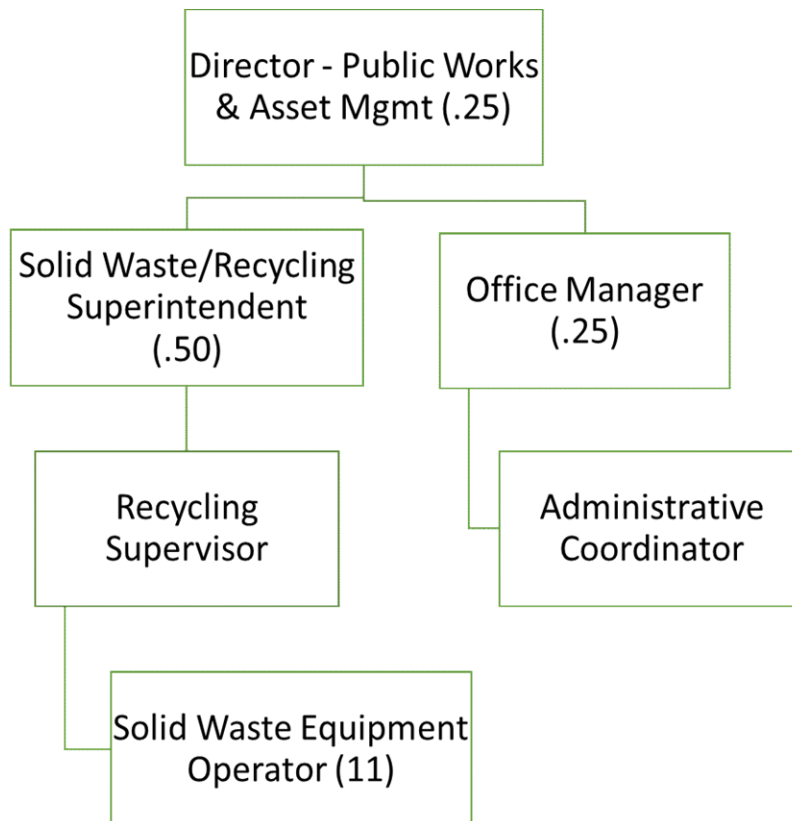 Director - Public Works
& Asset Mgmt (.25)
Solid Waste/Recycling
Superintendent
(.50)
Office Manager
(.25)
Recycling
Supervisor
Administrative
Coordinator
Solid Waste Equipment
Operator (11)